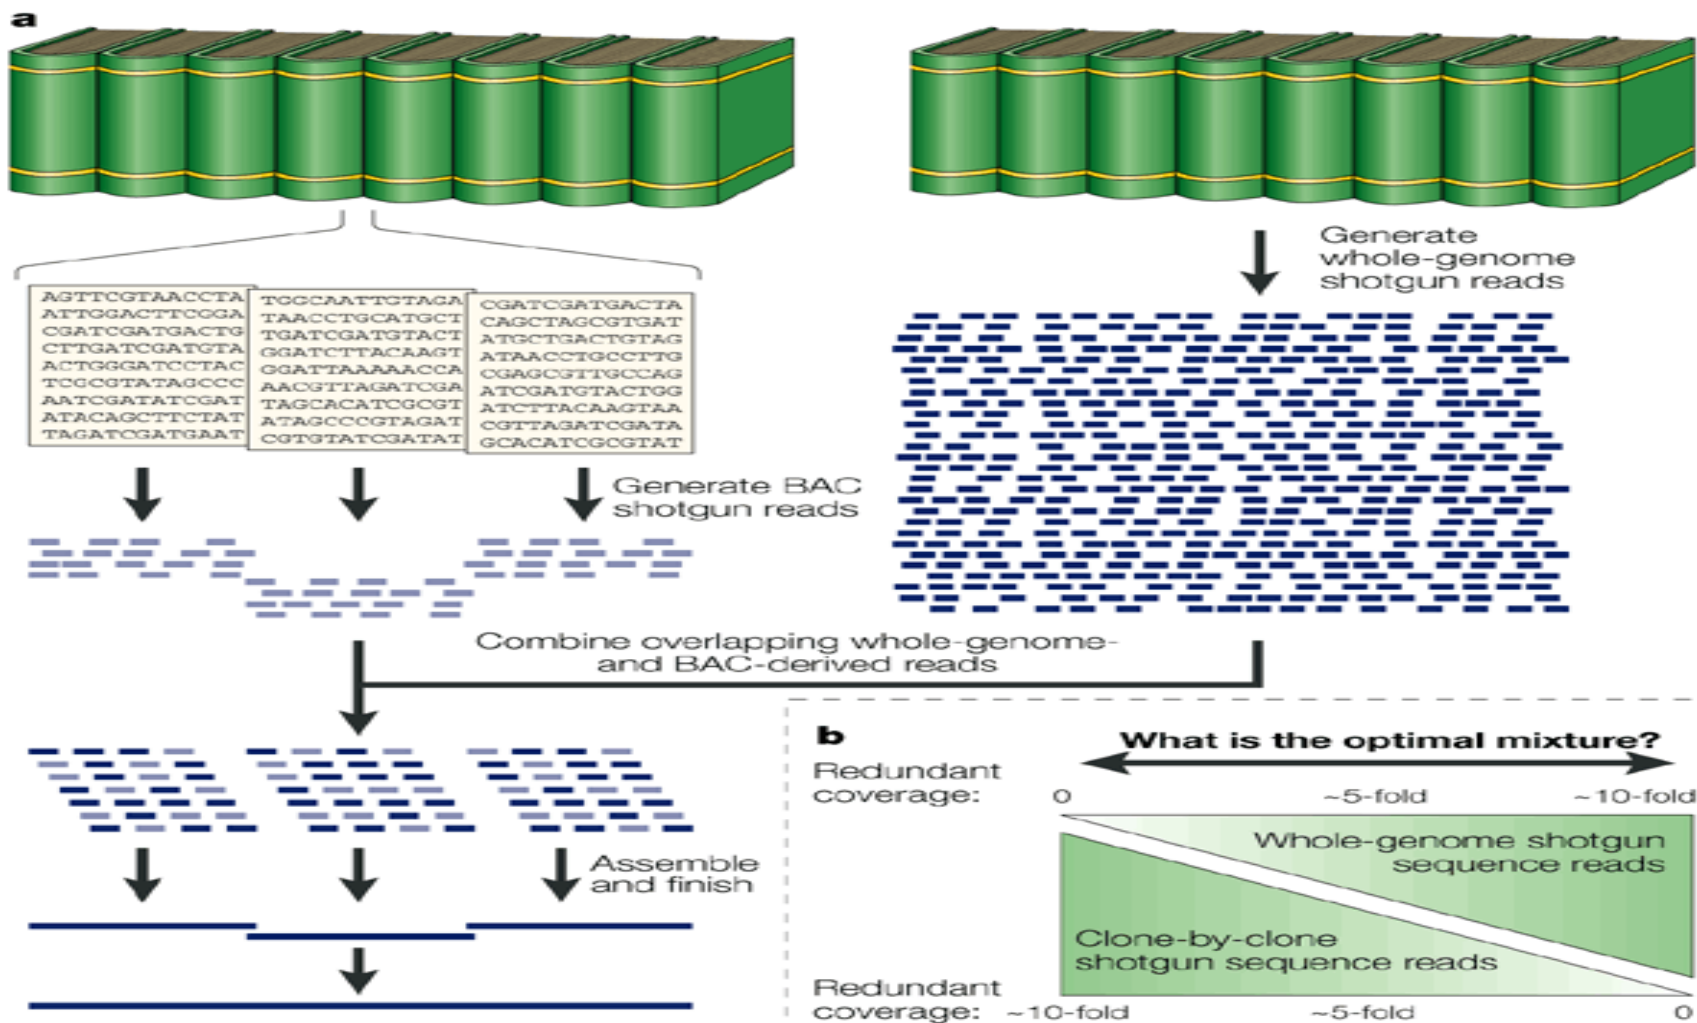 a
Generate
whole-genome
shotgun reads
AGTTCGTAACCTA
ATTGGACTTCGGA
CGATCGATGACTG
CTTGATCGATGTA
ACTGGGATCCTAC
TCGCGTATAGCCC
AATCGATATCGAT
ATACAGCTTCTAT
TAGATCGATGAAT
TGGCAATTGTAGA
TAACCTGCATGCT
TGATCGATGTACT
GGATCTTACAAGT
GGATTAAAAACCA
AACGTTAGATCGA
TAGCACATCGCGT
ATAGCCCGTAGAT
CGTGTATCGATAT
CGATCGATGACTA
CAGCTAGCGTGAT
ATGCTGACTGTAG
ATAACCTGCCTTG
CGAGCGTTGCCAG
ATCGATGTACTGG
ATCTTACAAGTAA
CGTTAGATCGATA
GCACATCGCGTAT
Generate BAC
shotgun reads
Combine overlapping whole-genome-
and BAC-derived reads
Assemble
and finish
b
What is the optimal mixture?
Redundant
coverage: 0 ~5-fold ~10-fold
Whole-genome shotgun
sequence reads
Clone-by-clone
shotgun sequence reads
Redundant
coverage: ~10-fold ~5-fold 0